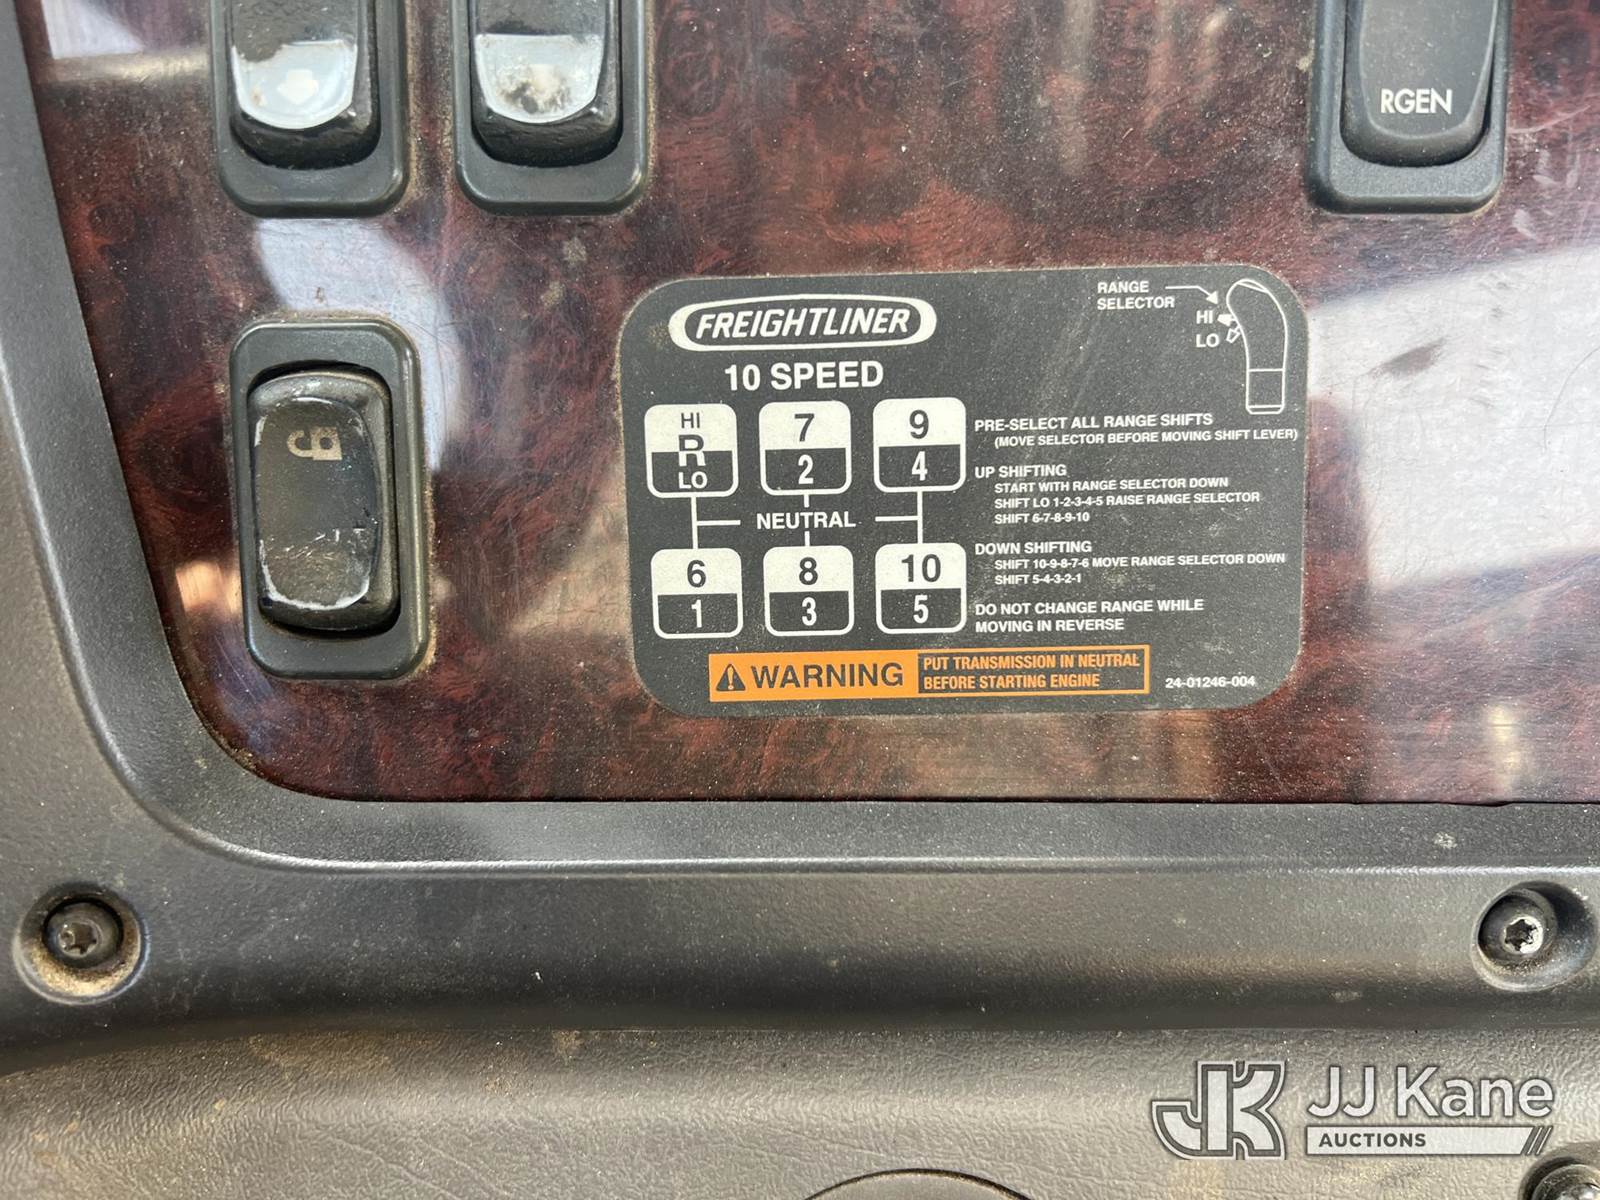 RGEN
FREIGHTLINER
10 SPEED
RANGE
SELECTOR
HI
LO
HI
R
LO
7
2
9
4
NEUTRAL
6
1
8
3
10
5
PRE-SELECT ALL RANGE SHIFTS
(MOVE SELECTOR BEFORE MOVING SHIFT LEVER)
UP SHIFTING
START WITH RANGE SELECTOR DOWN
SHIFT LO 1-2-3-4-5 RAISE RANGE SELECTOR
SHIFT 6-7-8-9-10
DOWN SHIFTING
SHIFT 10-9-8-7-6 MOVE RANGE SELECTOR DOWN
SHIFT 5-4-3-2-1
DO NOT CHANGE RANGE WHILE
MOVING IN REVERSE
WARNING
PUT TRANSMISSION IN NEUTRAL
BEFORE STARTING ENGINE
24-01246-004
JK
JJ Kane
AUCTIONS